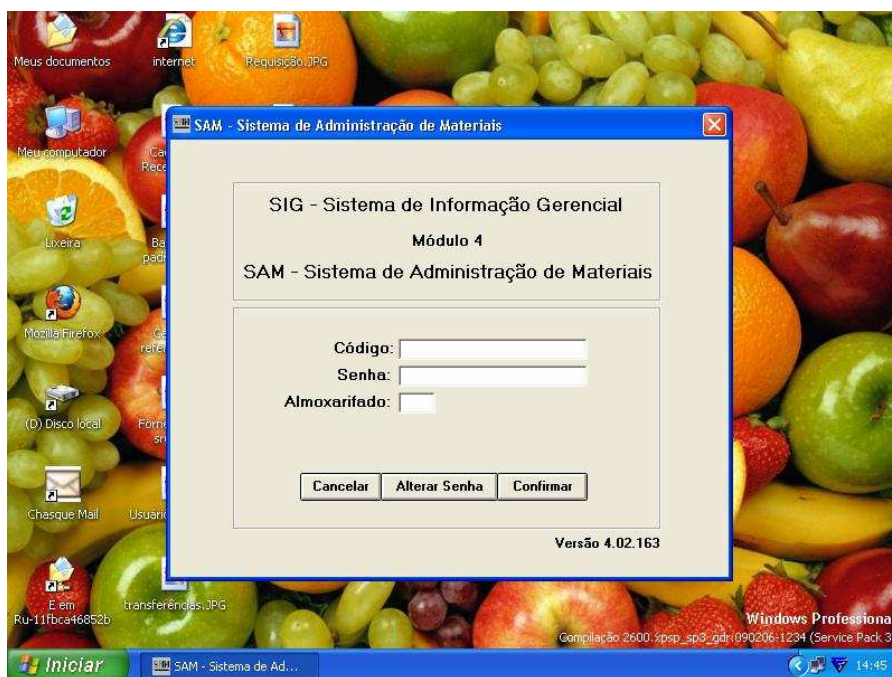 Meus documentos
internet
Requisição.JPG
SAM - Sistema de Administração de Materiais
Meu computador
SIG - Sistema de Informação Gerencial
Módulo 4
SAM - Sistema de Administração de Materiais
Lixeira
Mozilla Firefox
Código:
Senha:
Almoxarifado:
(D) Disco local
Cancelar
Alterar Senha
Confirmar
Chasque Mail
Versão 4.02.163
E em
Ru-11fbca46852b
transferências.JPG
Windows Professiona
Compilação 2600.xpsp_sp3_gdr.090206-1234 (Service Pack 3
Iniciar
SAM - Sistema de Ad...
14:45